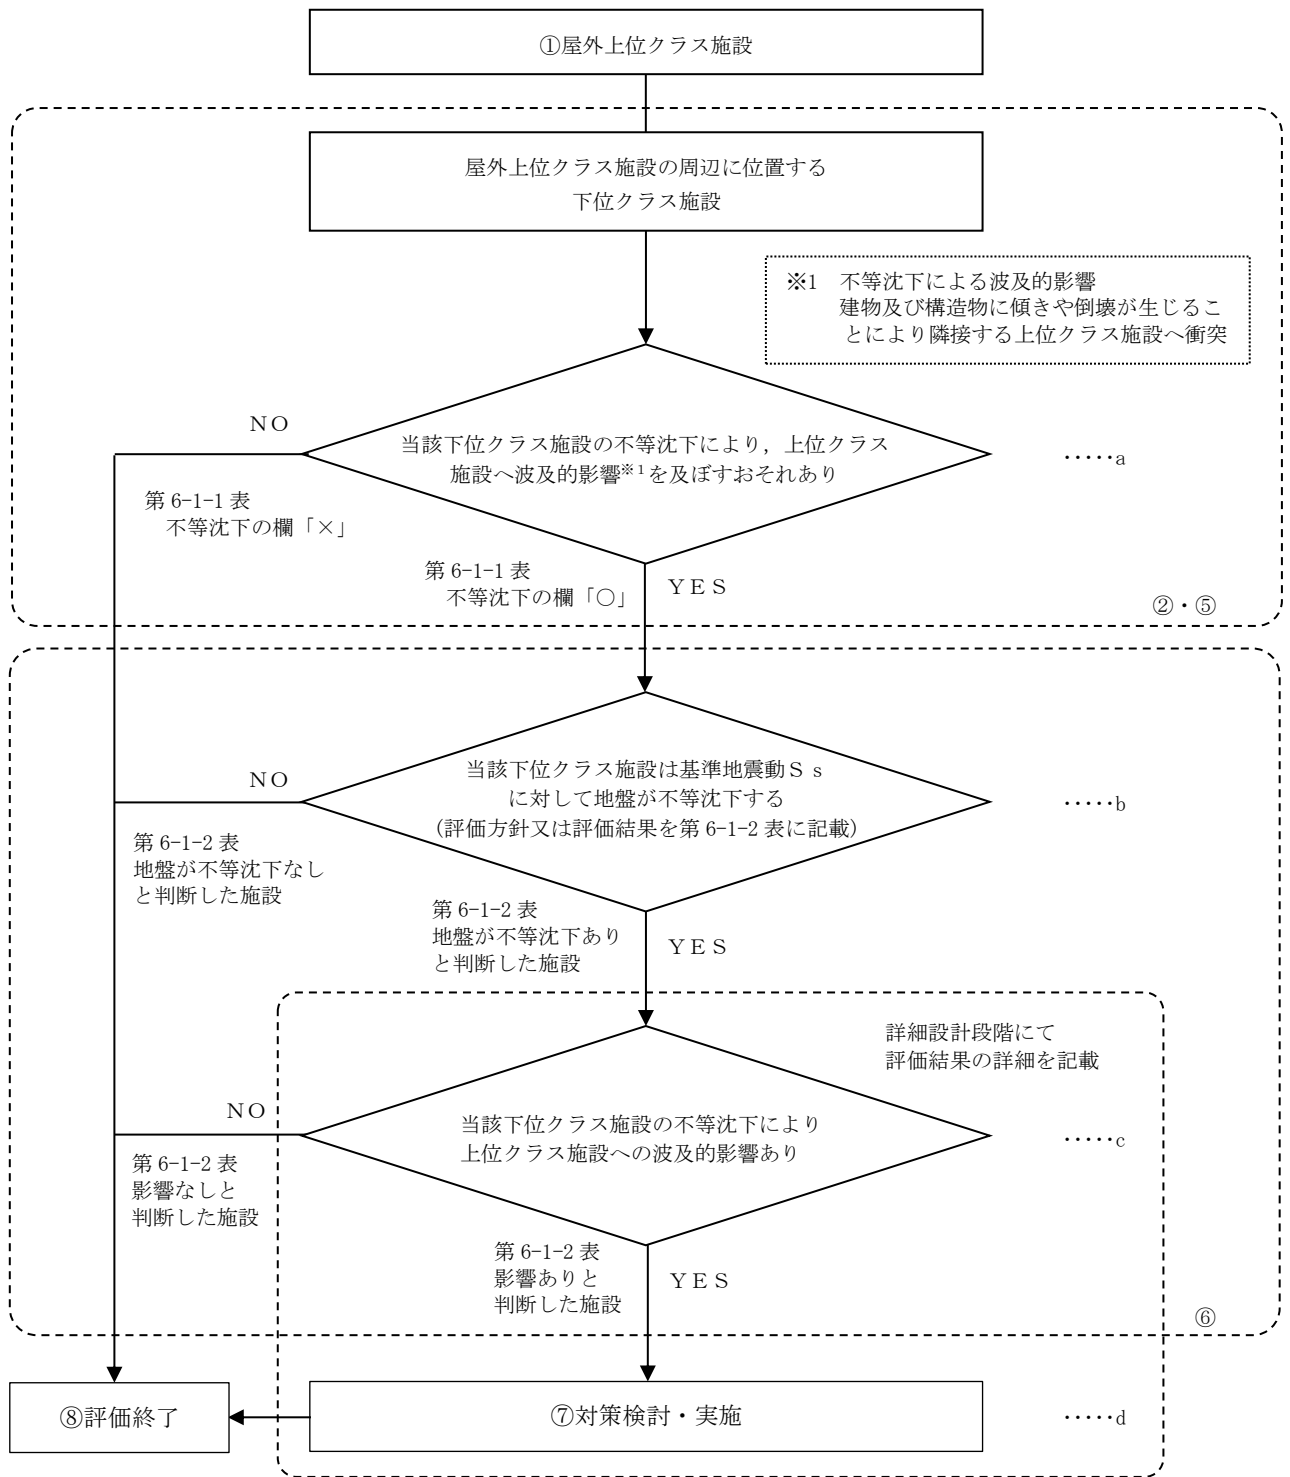 ①屋外上位クラス施設
屋外上位クラス施設の周辺に位置する
下位クラス施設
※1　不等沈下による波及的影響
建物及び構造物に傾きや倒壊が生じるこ
とにより隣接する上位クラス施設へ衝突
NO
当該下位クラス施設の不等沈下により，上位クラス
施設へ波及的影響※1を及ぼすおそれあり
‥‥‥a
第 6-1-1 表
不等沈下の欄「×」
第 6-1-1 表
不等沈下の欄「○」
ＹＥＳ
②・⑤
NO
当該下位クラス施設は基準地震動Ｓｓ
に対して地盤が不等沈下する
（評価方針又は評価結果を第 6-1-2 表に記載）
‥‥‥b
第 6-1-2 表
地盤が不等沈下なし
と判断した施設
第 6-1-2 表
地盤が不等沈下あり
と判断した施設
ＹＥＳ
詳細設計段階にて
評価結果の詳細を記載
NO
当該下位クラス施設の不等沈下により
上位クラス施設への波及的影響あり
‥‥‥c
第 6-1-2 表
影響なしと
判断した施設
第 6-1-2 表
影響ありと
判断した施設
ＹＥＳ
⑥
⑧評価終了
⑦対策検討・実施
‥‥‥d